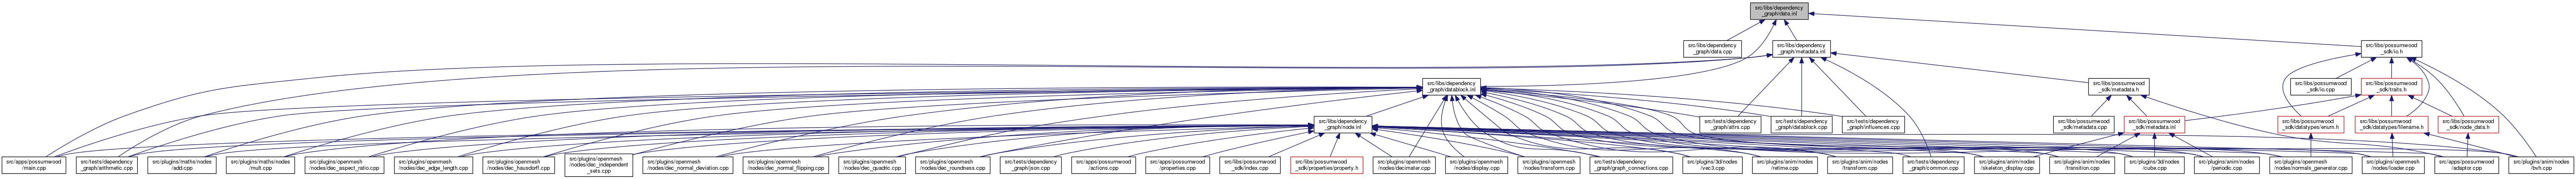 src/libs/dependency
_graph/data.inl
src/libs/dependency
_graph/data.cpp
src/libs/dependency
_graph/metadata.inl
src/libs/possumwood
_sdk/io.h
src/libs/dependency
_graph/datablock.inl
src/libs/possumwood
_sdk/metadata.h
src/libs/possumwood
_sdk/io.cpp
src/libs/possumwood
_sdk/traits.h
src/libs/dependency
_graph/node.inl
src/tests/dependency
_graph/attrs.cpp
src/tests/dependency
_graph/datablock.cpp
src/tests/dependency
_graph/influences.cpp
src/libs/possumwood
_sdk/metadata.cpp
src/libs/possumwood
_sdk/metadata.inl
src/libs/possumwood
_sdk/datatypes/enum.h
src/libs/possumwood
_sdk/datatypes/filename.h
src/libs/possumwood
_sdk/node_data.h
src/apps/possumwood
/main.cpp
src/tests/dependency
_graph/arithmetic.cpp
src/plugins/maths/nodes
/add.cpp
src/plugins/maths/nodes
/mult.cpp
src/plugins/openmesh
/nodes/dec_aspect_ratio.cpp
src/plugins/openmesh
/nodes/dec_edge_length.cpp
src/plugins/openmesh
/nodes/dec_hausdorff.cpp
src/plugins/openmesh
/nodes/dec_independent
_sets.cpp
src/plugins/openmesh
/nodes/dec_normal_deviation.cpp
src/plugins/openmesh
/nodes/dec_normal_flipping.cpp
src/plugins/openmesh
/nodes/dec_quadric.cpp
src/plugins/openmesh
/nodes/dec_roundness.cpp
src/tests/dependency
_graph/json.cpp
src/apps/possumwood
/actions.cpp
src/apps/possumwood
/properties.cpp
src/libs/possumwood
_sdk/index.cpp
src/libs/possumwood
_sdk/properties/property.h
src/plugins/openmesh
/nodes/decimater.cpp
src/plugins/openmesh
/nodes/display.cpp
src/plugins/openmesh
/nodes/transform.cpp
src/tests/dependency
_graph/graph_connections.cpp
src/plugins/3d/nodes
/vec3.cpp
src/plugins/anim/nodes
/retime.cpp
src/plugins/anim/nodes
/transform.cpp
src/tests/dependency
_graph/common.cpp
src/plugins/anim/nodes
/skeleton_display.cpp
src/plugins/anim/nodes
/transition.cpp
src/plugins/3d/nodes
/cube.cpp
src/plugins/anim/nodes
/periodic.cpp
src/plugins/openmesh
/nodes/normals_generator.cpp
src/plugins/openmesh
/nodes/loader.cpp
src/apps/possumwood
/adaptor.cpp
src/plugins/anim/nodes
/bvh.cpp